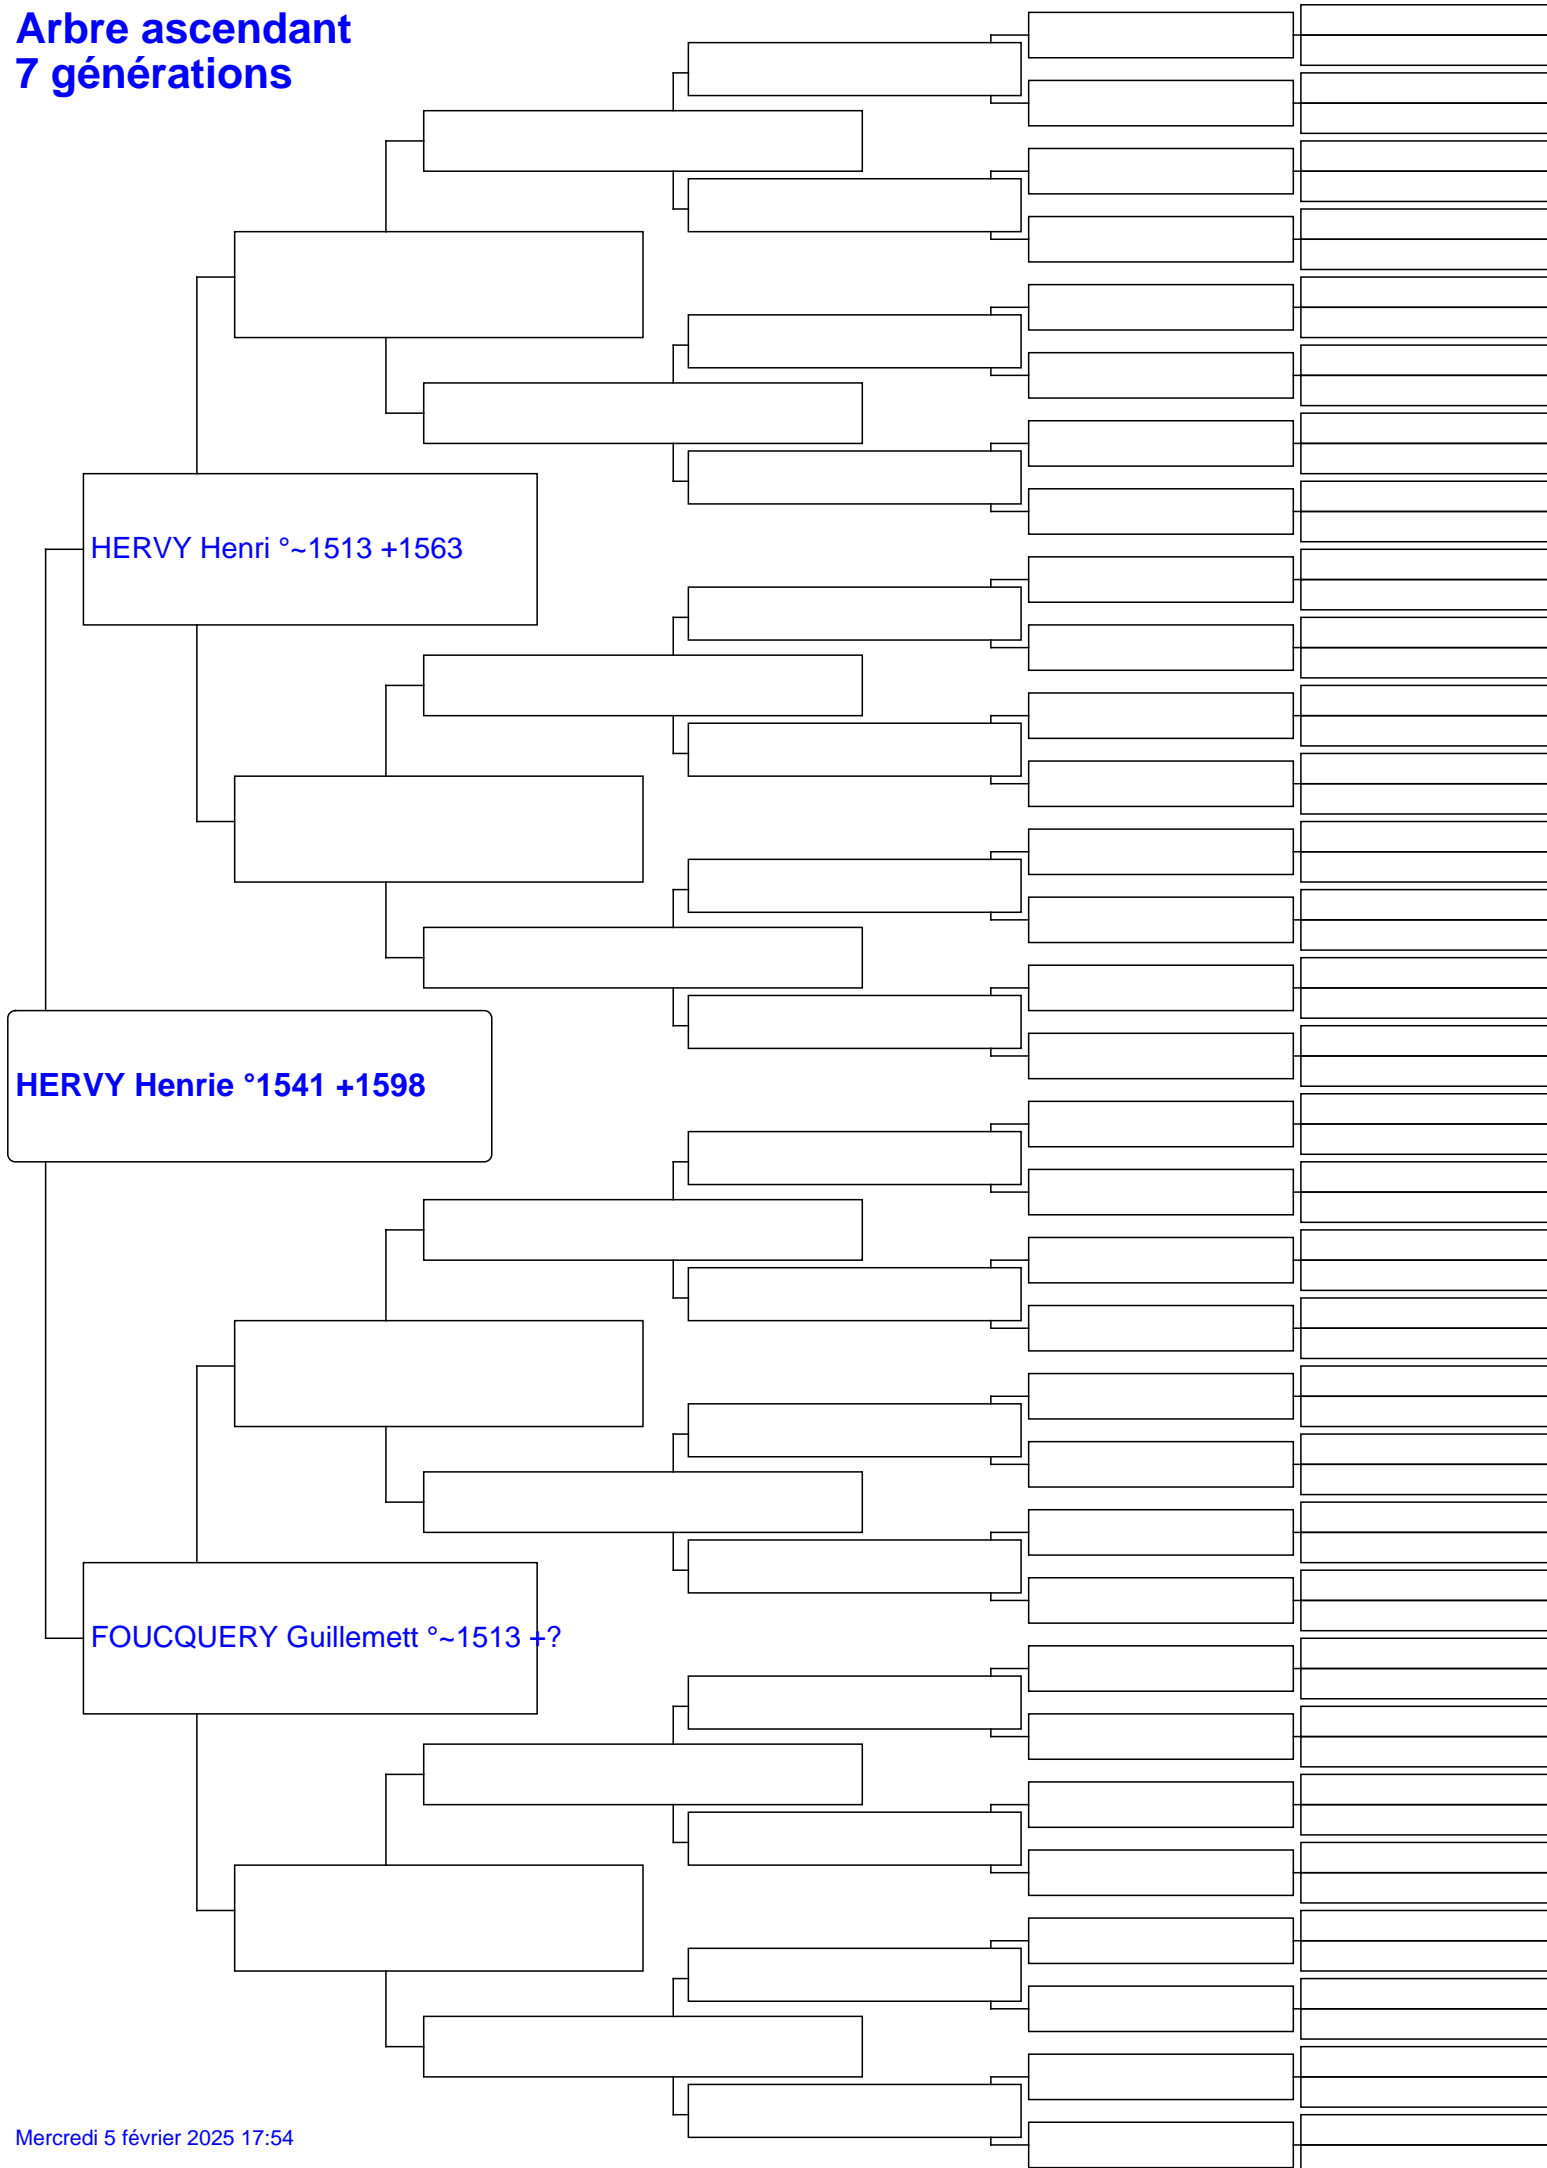 Arbre ascendant
7 générations
HERVY Henri °~1513 +1563
HERVY Henrie °1541 +1598
FOUCQUERY Guillemett °~1513 +?
Mercredi 5 février 2025 17:54